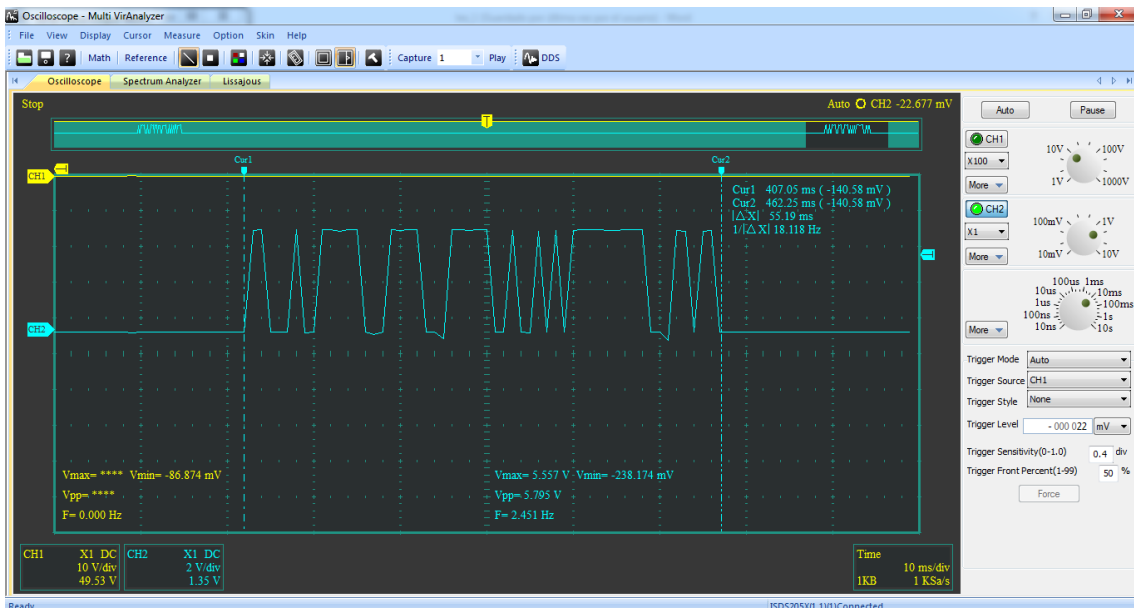 Oscilloscope - Multi VirAnalyzer
File View Display Cursor Measure Option Skin Help
Math Reference Capture 1 Play DDS
Oscilloscope Spectrum Analyzer Lissajous
Stop
Auto CH2 -22.677 mV
T
Cur1 Cur2
CH1
Cur1 407.05 ms ( -140.58 mV )
Cur2 462.25 ms ( -140.58 mV )
|△X| 55.19 ms
1/|△X| 18.118 Hz
CH2
Vmax= **** Vmin= -86.874 mV
Vpp= ****
F= 0.000 Hz
Vmax= 5.557 V Vmin= -238.174 mV
Vpp= 5.795 V
F= 2.451 Hz
CH1 X1 DC
10 V/div
49.53 V
CH2 X1 DC
2 V/div
1.35 V
Time
10 ms/div
1KB 1 KSa/s
Auto Pause
CH1
X100
More
10V 100V
1V 1000V
CH2
X1
More
100mV 1V
10mV 10V
100us 1ms
10us 10ms
1us 100ms
100ns 1s
10ns 10s
More
Trigger Mode Auto
Trigger Source CH1
Trigger Style None
Trigger Level - 000 022 mV
Trigger Sensitivity(0-1.0) 0.4 div
Trigger Front Percent(1-99) 50 %
Force
Ready
Connected